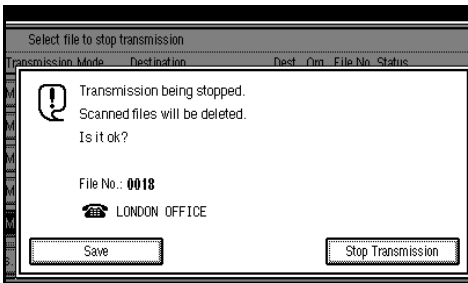 Select file to stop transmission
Transmission Mode Destination Dest. Org. File No. Status
Transmission being stopped.
Scanned files will be deleted.
Is it ok?
File No.: 0018
LONDON OFFICE
Save Stop Transmission